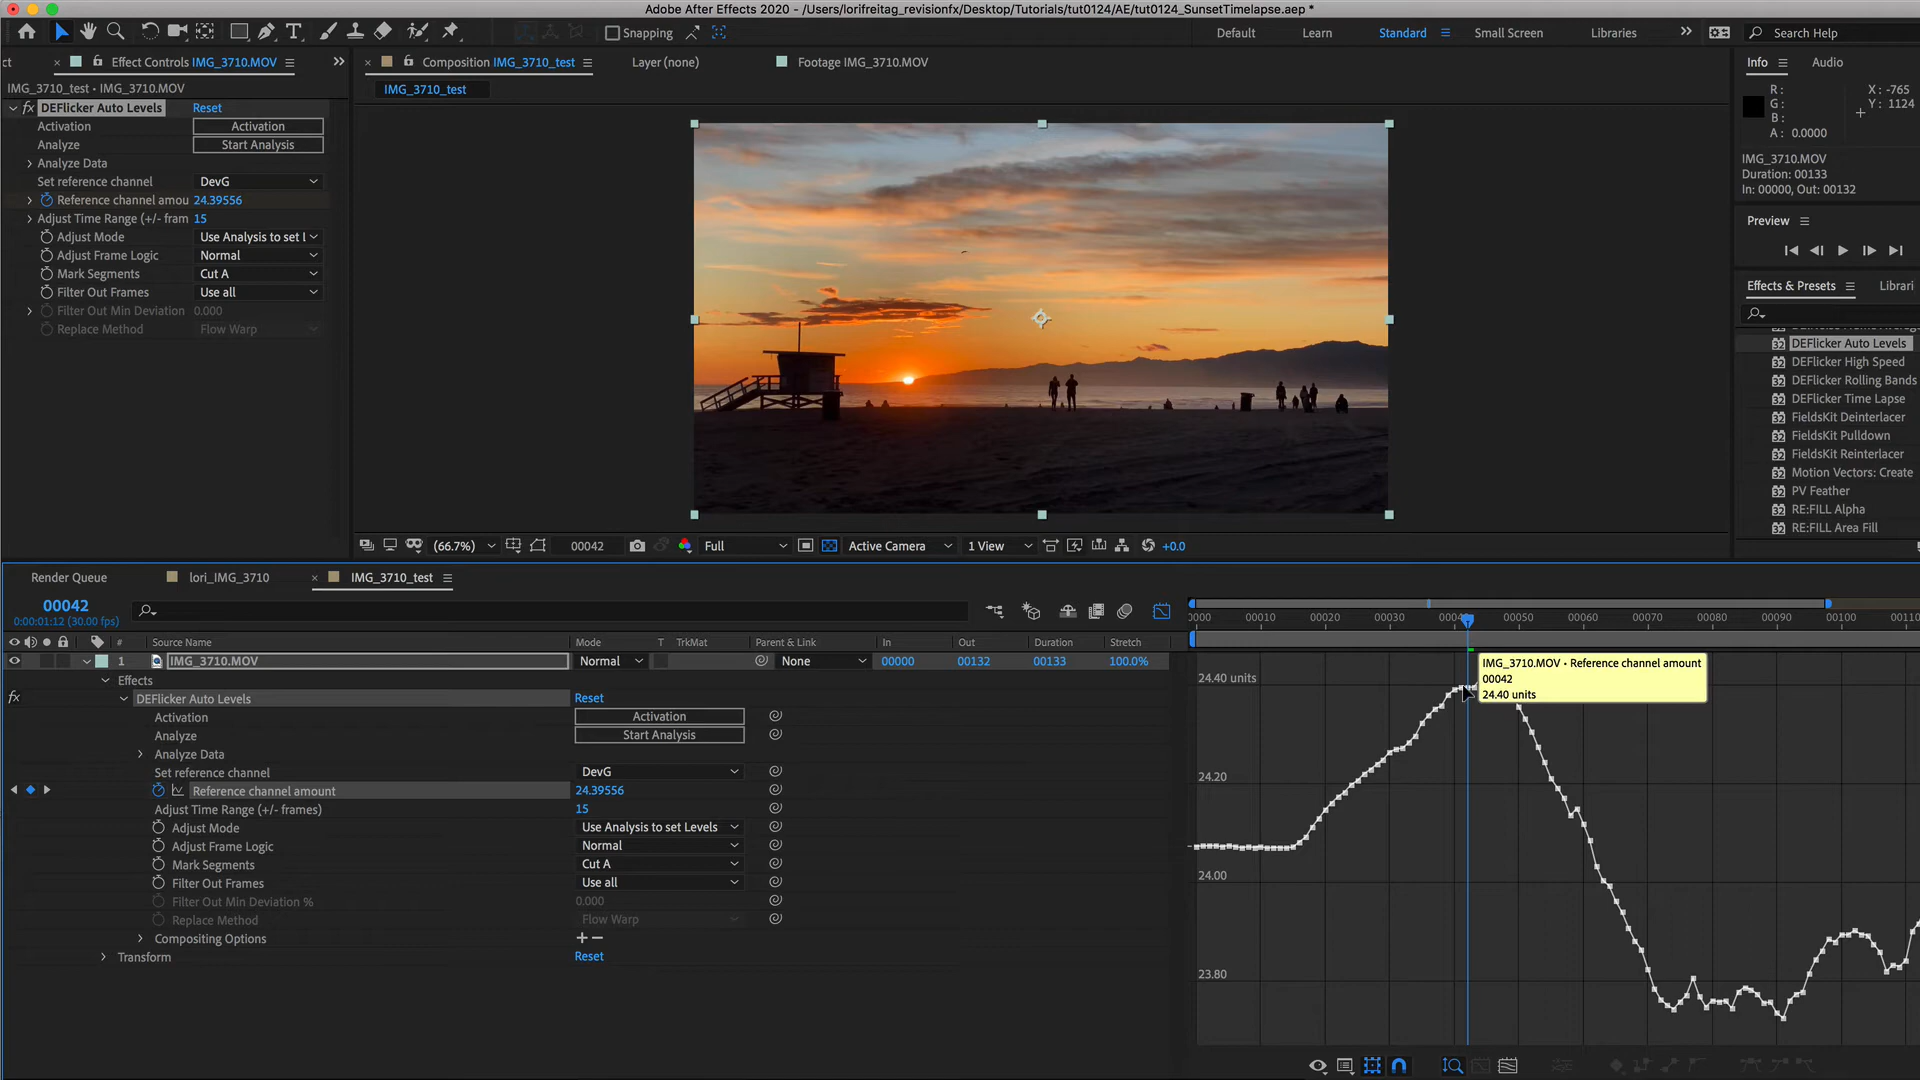 Adobe After Effects 2020 - /Users/lorifreitag_revisionfx/Desktop/Tutorials/tut0124/AE/tut0124_SunsetTimelapse.aep *
Snapping
Default
Learn
Standard
Small Screen
Libraries
Search Help
ct
Effect Controls IMG_3710.MOV
Composition IMG_3710_test
Layer (none)
Footage IMG_3710.MOV
Info
Audio
IMG_3710_test • IMG_3710.MOV
IMG_3710_test
fx DEFlicker Auto Levels Reset
Activation Activation
Analyze Start Analysis
Analyze Data
Set reference channel DevG
Reference channel amou 24.39556
Adjust Time Range (+/- fram 15
Adjust Mode Use Analysis to set l
Adjust Frame Logic Normal
Mark Segments Cut A
Filter Out Frames Use all
Filter Out Min Deviation 0.000
Replace Method Flow Warp
R :
G :
B :
A : 0.0000
X : -765
Y : 1124
IMG_3710.MOV
Duration: 00133
In: 00000, Out: 00132
Preview
Effects & Presets
Librari
DEFlicker Auto Levels
DEFlicker High Speed
DEFlicker Rolling Bands
DEFlicker Time Lapse
FieldsKit Deinterlacer
FieldsKit Pulldown
FieldsKit Reinterlacer
Motion Vectors: Create
PV Feather
RE:FILL Alpha
RE:FILL Area Fill
(66.7%) 00042 Full Active Camera 1 View +0.0
Render Queue
lori_IMG_3710
IMG_3710_test
00042
0:00:01:12 (30.00 fps)
# Source Name Mode T TrkMat Parent & Link In Out Duration Stretch
1 IMG_3710.MOV Normal None 00000 00132 00133 100.0%
Effects
fx DEFlicker Auto Levels Reset
Activation Activation
Analyze Start Analysis
Analyze Data
Set reference channel DevG
Reference channel amount 24.39556
Adjust Time Range (+/- frames) 15
Adjust Mode Use Analysis to set Levels
Adjust Frame Logic Normal
Mark Segments Cut A
Filter Out Frames Use all
Filter Out Min Deviation % 0.000
Replace Method Flow Warp
Compositing Options
Transform Reset
0000 00010 00020 00030 00050 00060 00070 00080 00090 00100 00110
IMG_3710.MOV • Reference channel amount
00042
24.40 units
24.40 units
24.20
24.00
23.80